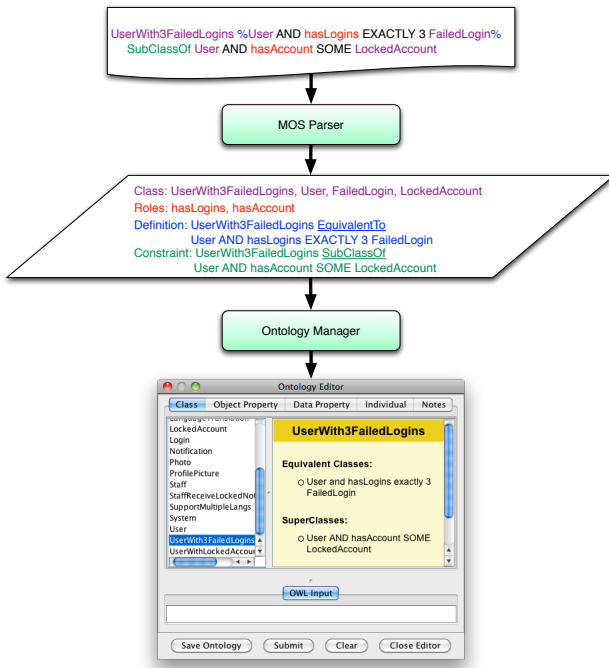 UserWith3FailedLogins %User AND hasLogins EXACTLY 3 FailedLogin%
SubClassOf User AND hasAccount SOME LockedAccount
MOS Parser
Class: UserWith3FailedLogins, User, FailedLogin, LockedAccount
Roles: hasLogins, hasAccount
Definition: UserWith3FailedLogins EquivalentTo
User AND hasLogins EXACTLY 3 FailedLogin
Constraint: UserWith3FailedLogins SubClassOf
User AND hasAccount SOME LockedAccount
Ontology Manager
Ontology Editor
Class Object Property Data Property Individual Notes
LockedAccount
Login
Notification
Photo
ProfilePicture
Staff
StaffReceiveLockedNot
SupportMultipleLangs
System
User
UserWith3FailedLogins
UserWithLockedAccour
UserWith3FailedLogins
Equivalent Classes:
User and hasLogins exactly 3
FailedLogin
SuperClasses:
User AND hasAccount SOME
LockedAccount
OWL Input
Save Ontology Submit Clear Close Editor